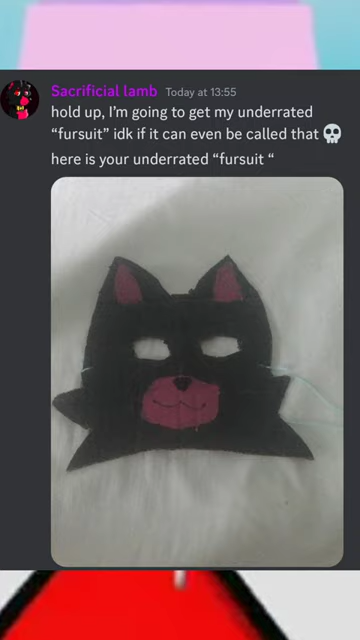 Sacrificial lamb Today at 13:55
hold up, I'm going to get my underrated
“fursuit” idk if it can even be called that 💀
here is your underrated “fursuit “